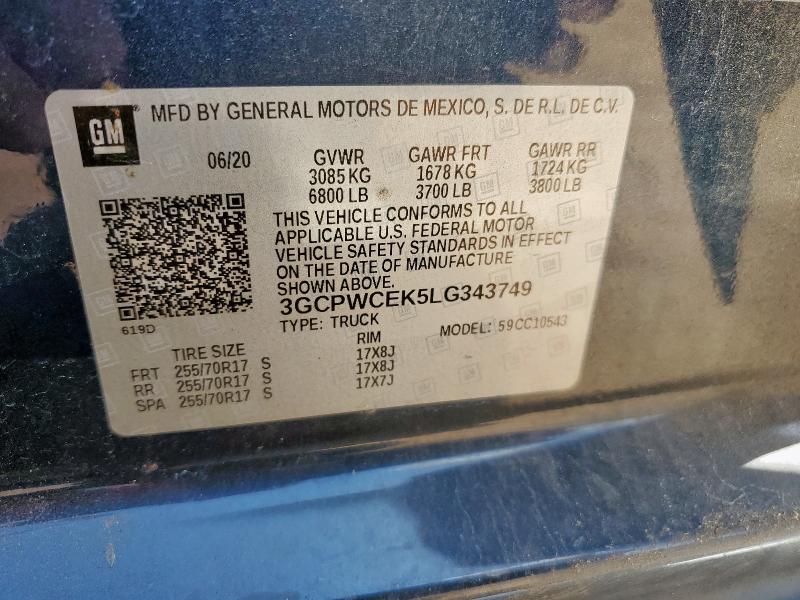 GM MFD BY GENERAL MOTORS DE MEXICO, S. DE R.L. DE C.V.
06/20 GVWR GAWR FRT GAWR RR
3085 KG 1678 KG 1724 KG
6800 LB 3700 LB 3800 LB
THIS VEHICLE CONFORMS TO ALL
APPLICABLE U.S. FEDERAL MOTOR
VEHICLE SAFETY STANDARDS IN EFFECT
ON THE DATE OF MANUFACTURE
SHOWN ABOVE.
3GCPWCEK5LG343749
619D
TYPE: TRUCK MODEL: 59CC10543
TIRE SIZE RIM
FRT 255/70R17 S 17X8J
RR 255/70R17 S 17X8J
SPA 255/70R17 S 17X7J